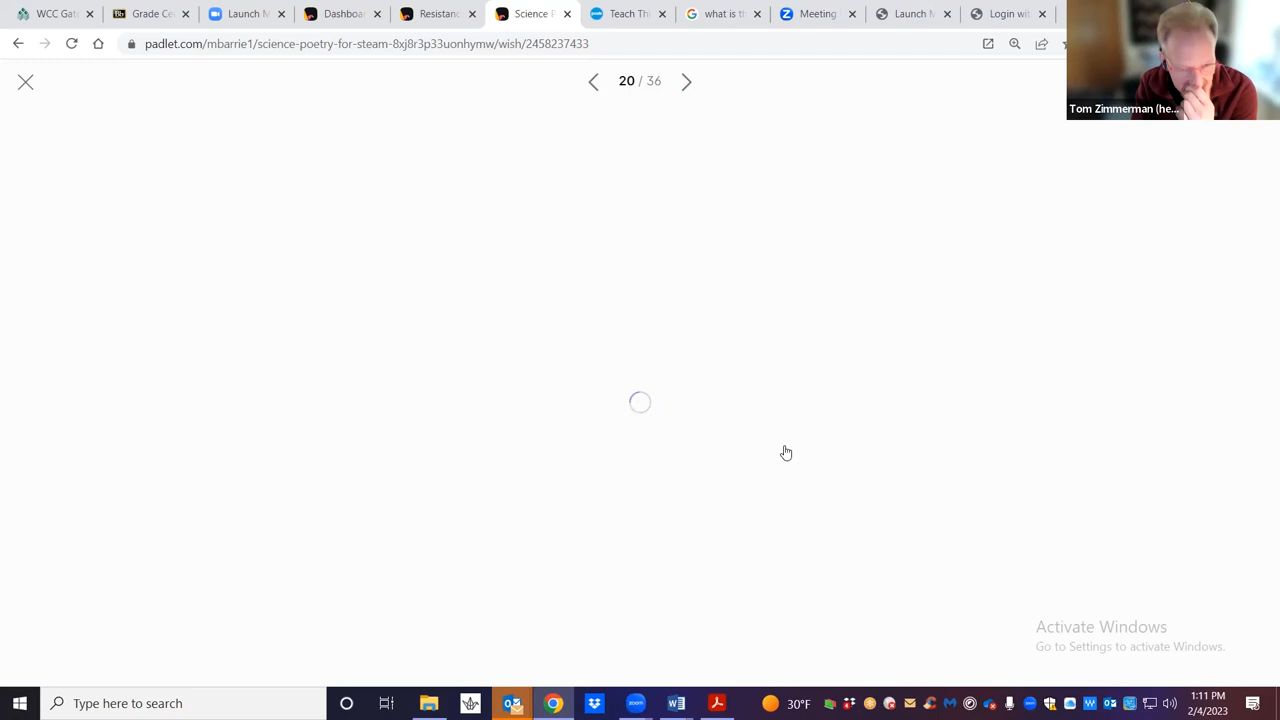 WCC Gat
Grade Ce
Launch M
Dashboa
Resistanc
Science P
Teach Th
what is th
Meeting
Launch M
Login wit
padlet.com/mbarrie1/science-poetry-for-steam-8xj8r3p33uonhymw/wish/2458237433
Tom Zimmerman (he...
20 / 36
Activate Windows
Go to Settings to activate Windows.
Type here to search
zoom
30°F
1:11 PM
2/4/2023